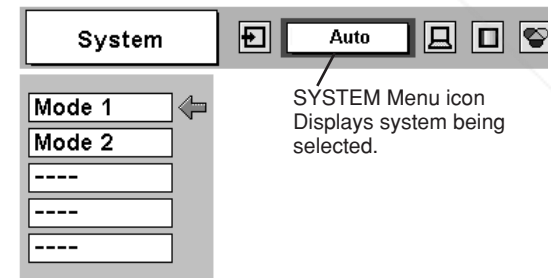 System
Auto
SYSTEM Menu icon
Displays system being
selected.
Mode 1
Mode 2
----
----
----